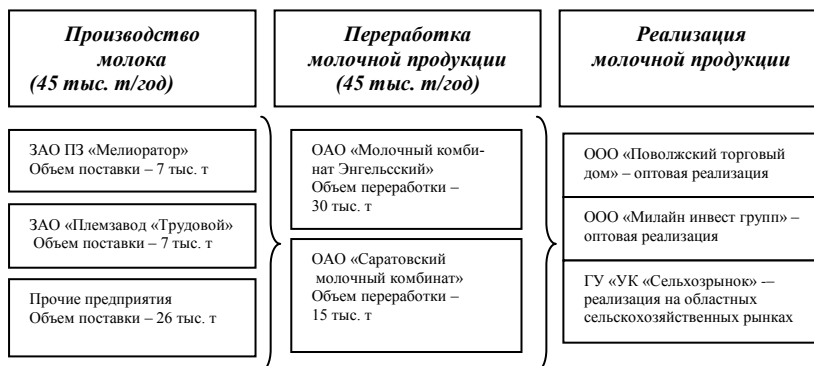 Производство
молока
(45 тыс. т/год)
Переработка
молочной продукции
(45 тыс. т/год)
Реализация
молочной продукции
ЗАО ПЗ «Мелиоратор»
Объем поставки – 7 тыс. т
ЗАО «Племзавод «Трудовой»
Объем поставки – 7 тыс. т
Прочие предприятия
Объем поставки – 26 тыс. т
ОАО «Молочный комби-
нат Энгельсский»
Объем переработки –
30 тыс. т
ОАО «Саратовский
молочный комбинат»
Объем переработки –
15 тыс. т
ООО «Поволжский торговый
дом» – оптовая реализация
ООО «Милайн инвест групп» –
оптовая реализация
ГУ «УК «Сельхозрынок» –
реализация на областных
сельскохозяйственных рынках